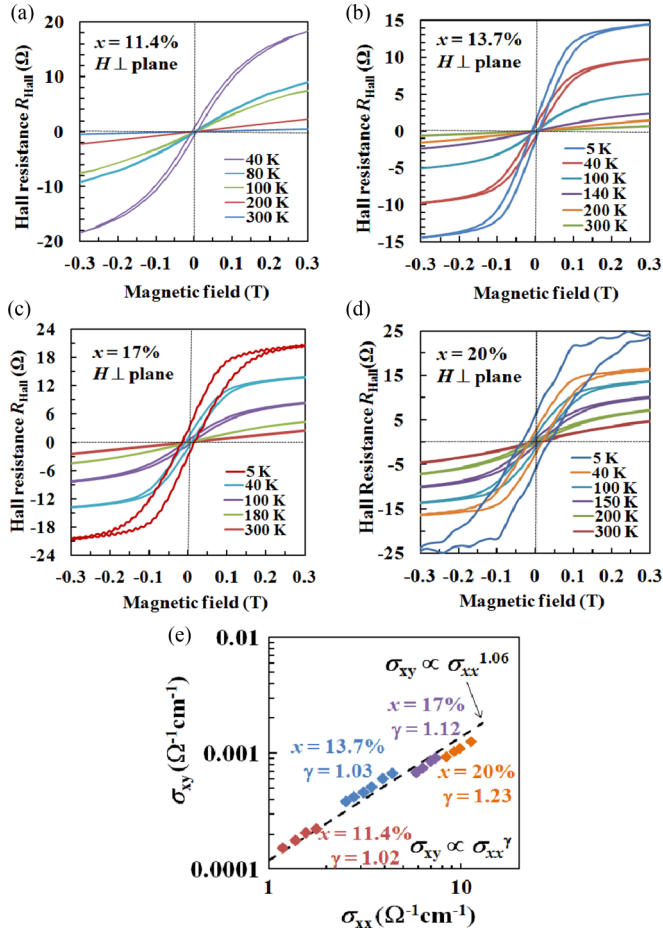 (a)
x = 11.4%
H ⊥ plane
Hall resistance R_Hall (Ω)
20
10
0
-10
-20
40 K
80 K
100 K
200 K
300 K
-0.3 -0.2 -0.1 0 0.1 0.2 0.3
Magnetic field (T)
(b)
x = 13.7%
H ⊥ plane
Hall resistance R_Hall (Ω)
15
10
5
0
-5
-10
-15
5 K
40 K
100 K
140 K
200 K
300 K
-0.3 -0.2 -0.1 0 0.1 0.2 0.3
Magnetic field (T)
(c)
x = 17%
H ⊥ plane
Hall resistance R_Hall (Ω)
24
18
12
6
0
-6
-12
-18
-24
5 K
40 K
100 K
180 K
300 K
-0.3 -0.2 -0.1 0 0.1 0.2 0.3
Magnetic field (T)
(d)
x = 20%
H ⊥ plane
Hall Resistance R_Hall(Ω)
25
15
5
-5
-15
-25
5 K
40 K
100 K
150 K
200 K
300 K
-0.3 -0.2 -0.1 0 0.1 0.2 0.3
Magnetic field (T)
(e)
σxy (Ω⁻¹cm⁻¹)
0.01
0.001
0.0001
σxy ∝ σxx^1.06
x = 17%
γ = 1.12
x = 13.7%
γ = 1.03
x = 20%
γ = 1.23
x = 11.4%
γ = 1.02
σxy ∝ σxx^γ
1 10
σxx (Ω⁻¹cm⁻¹)